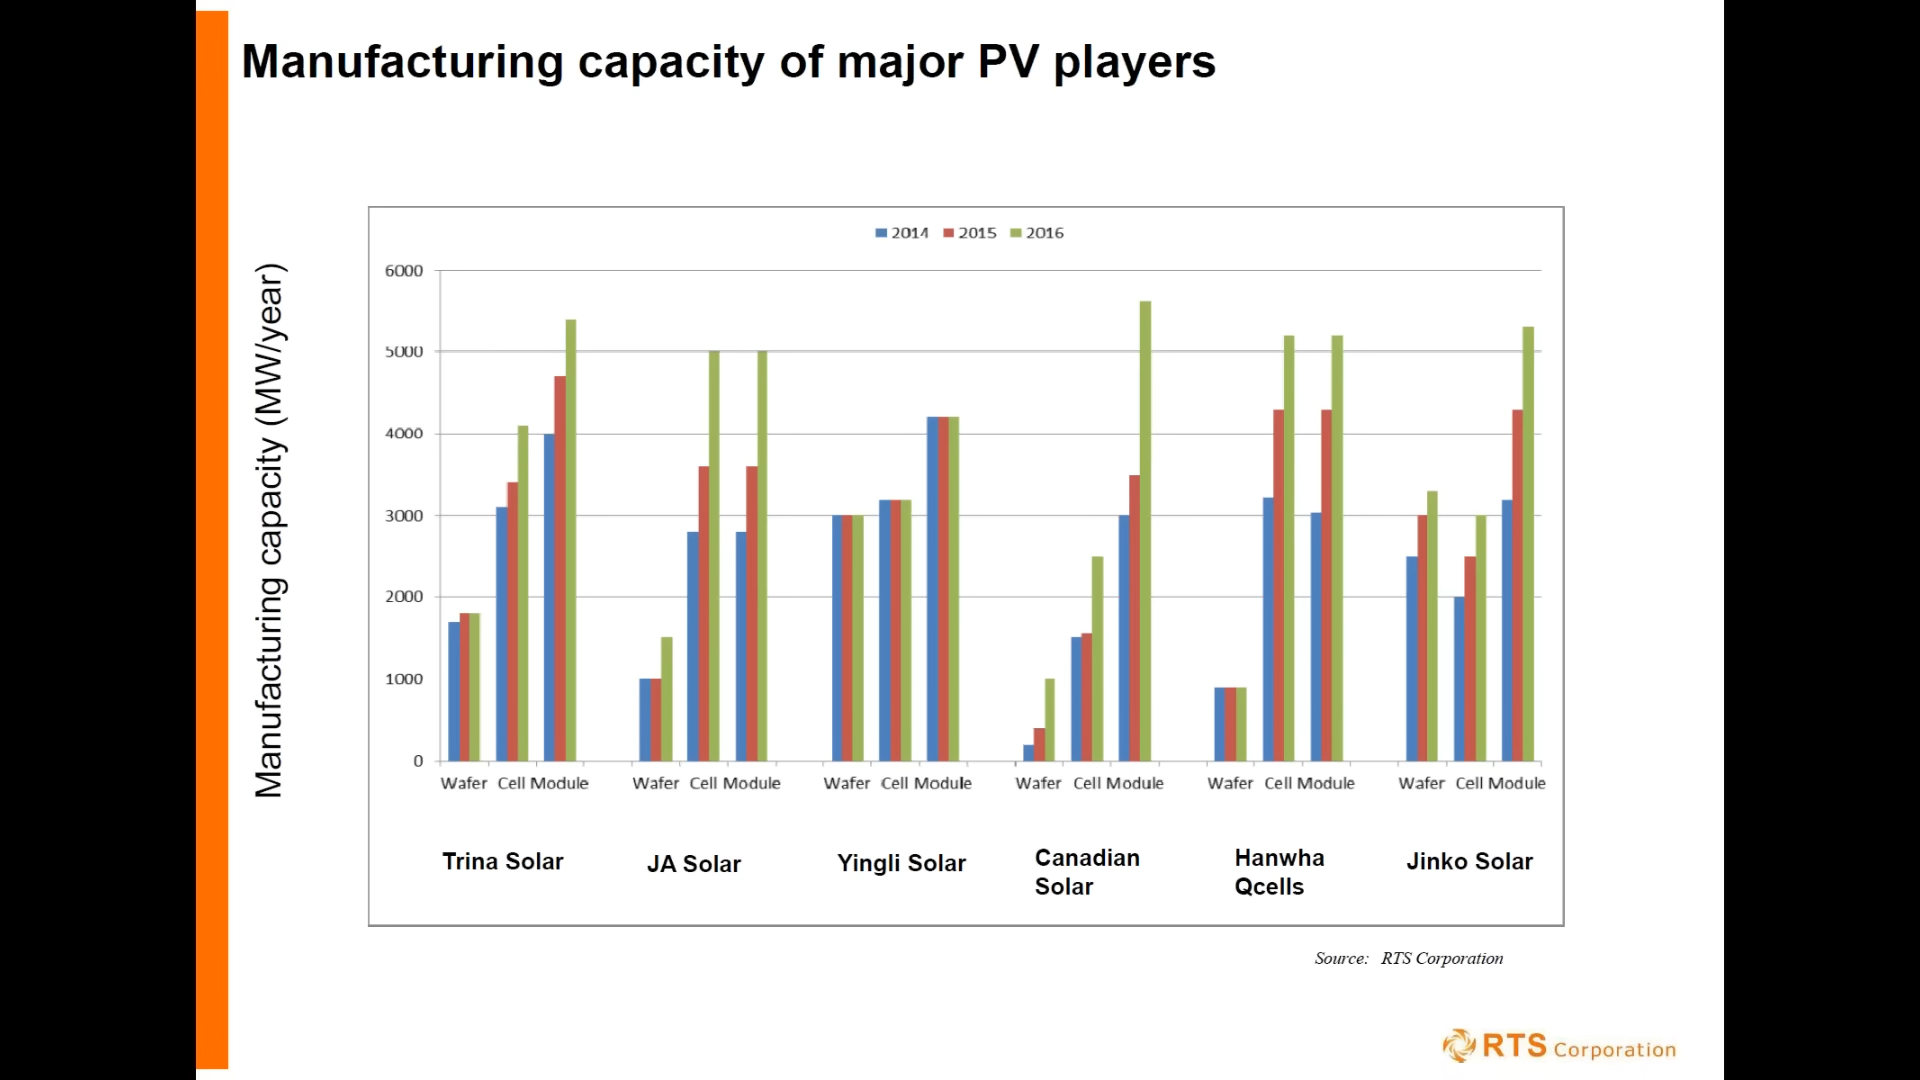 Manufacturing capacity of major PV players
2014 2015 2016
Manufacturing capacity (MW/year)
6000
5000
4000
3000
2000
1000
0
Wafer Cell Module Wafer Cell Module Wafer Cell Module Wafer Cell Module Wafer Cell Module Wafer Cell Module
Trina Solar
JA Solar
Yingli Solar
Canadian
Solar
Hanwha
Qcells
Jinko Solar
Source: RTS Corporation
RTS Corporation